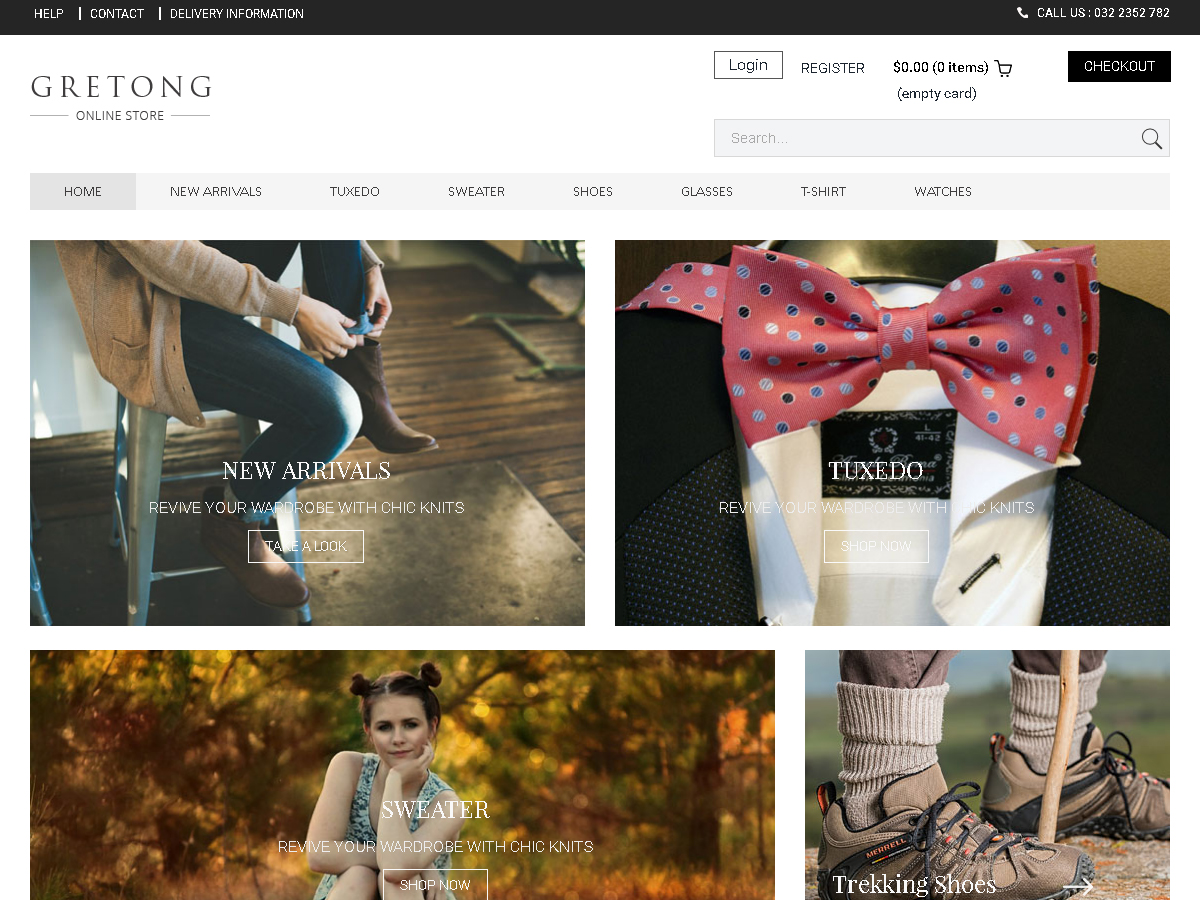 HELP
CONTACT
DELIVERY INFORMATION
CALL US : 032 2352 782
GRETONG
ONLINE STORE
Login
REGISTER
$0.00 (0 items)
(empty card)
CHECKOUT
Search...
HOME
NEW ARRIVALS
TUXEDO
SWEATER
SHOES
GLASSES
T-SHIRT
WATCHES
NEW ARRIVALS
REVIVE YOUR WARDROBE WITH CHIC KNITS
TAKE A LOOK
L
41-42
TUXEDO
REVIVE YOUR WARDROBE WITH CHIC KNITS
SHOP NOW
SWEATER
REVIVE YOUR WARDROBE WITH CHIC KNITS
SHOP NOW
MERRELL
Trekking Shoes